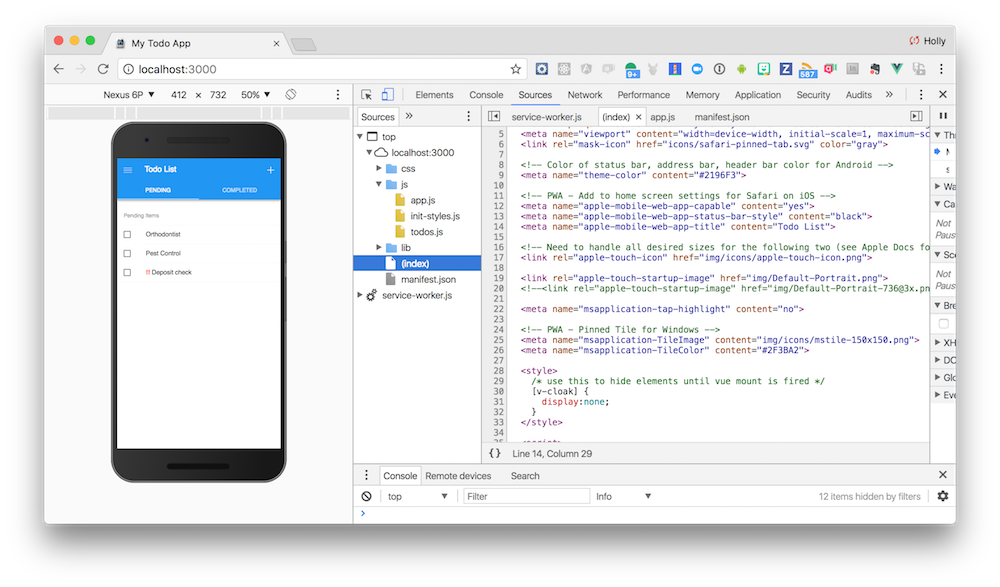 My Todo App
Holly
localhost:3000
9+
587
Nexus 6P ▼ 412 x 732 50% ▼
Elements Console Sources Network Performance Memory Application Security Audits »
Todo List
PENDING COMPLETED
Pending Items
Orthodontist
Pest Control
!! Deposit check
Sources »
top
localhost:3000
css
js
app.js
init-styles.js
todos.js
lib
(index)
manifest.json
service-worker.js
service-worker.js (index) × app.js manifest.json
5 <meta name="viewport" content="width=device-width, initial-scale=1, maximum-sc
6 <link rel="mask-icon" href="icons/safari-pinned-tab.svg" color="gray">
7
8 <!-- Color of status bar, address bar, header bar color for Android -->
9 <meta name="theme-color" content="#2196F3">
10
11 <!-- PWA - Add to home screen settings for Safari on iOS -->
12 <meta name="apple-mobile-web-app-capable" content="yes">
13 <meta name="apple-mobile-web-app-status-bar-style" content="black">
14 <meta name="apple-mobile-web-app-title" content="Todo List">
15
16 <!-- Need to handle all desired sizes for the following two (see Apple Docs fo
17 <link rel="apple-touch-icon" href="img/icons/apple-touch-icon.png">
18
19 <link rel="apple-touch-startup-image" href="img/Default-Portrait.png">
20 <!--<link rel="apple-touch-startup-image" href="img/Default-Portrait-736@3x.pn
21
22 <meta name="msapplication-tap-highlight" content="no">
23
24 <!-- PWA - Pinned Tile for Windows -->
25 <meta name="msapplication-TileImage" content="img/icons/mstile-150x150.png">
26 <meta name="msapplication-TileColor" content="#2F3BA2">
27
28 <style>
29 /* use this to hide elements until vue mount is fired */
30 [v-cloak] {
31 display:none;
32 }
33 </style>
34
{} Line 14, Column 29
Thr
Wa
Ca
Not
Paus
Sco
Not
Paus
Bre
XH
DO
Glo
Eve
Console Remote devices Search
top ▼ Filter Info ▼ 12 items hidden by filters